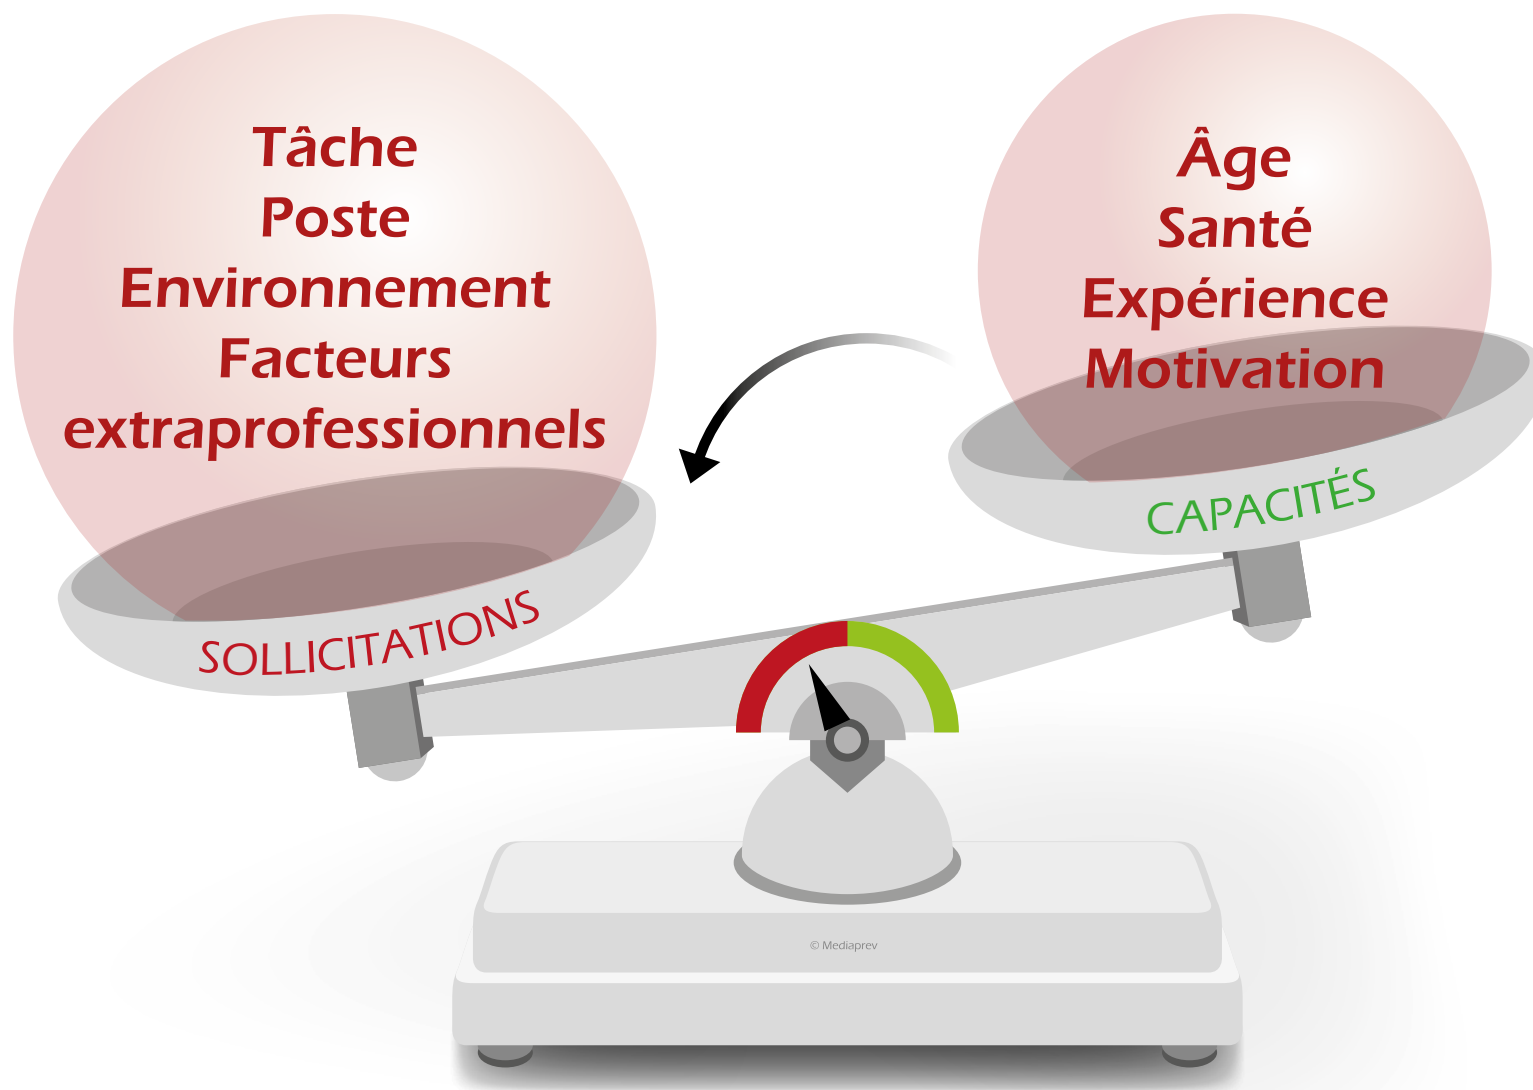 Tâche
Poste
Environnement
Facteurs
extraprofessionnels
SOLLICITATIONS
Âge
Santé
Expérience
Motivation
CAPACITÉS
© Mediaprev